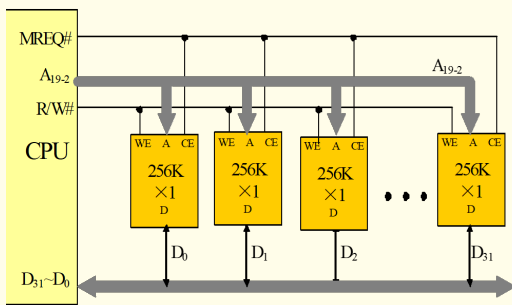 MREQ#
A19-2
A19-2
R/W#
CPU
WE A CE
256K
×1
D
WE A CE
256K
×1
D
WE A CE
256K
×1
D
WE A CE
256K
×1
D
D0
D1
D2
D31
D31~D0